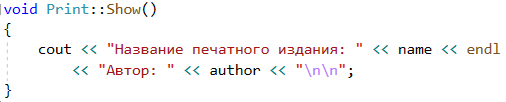 void Print::Show()
{
cout << "Название печатного издания: " << name << endl
<< "Автор: " << author << "\n\n";
}